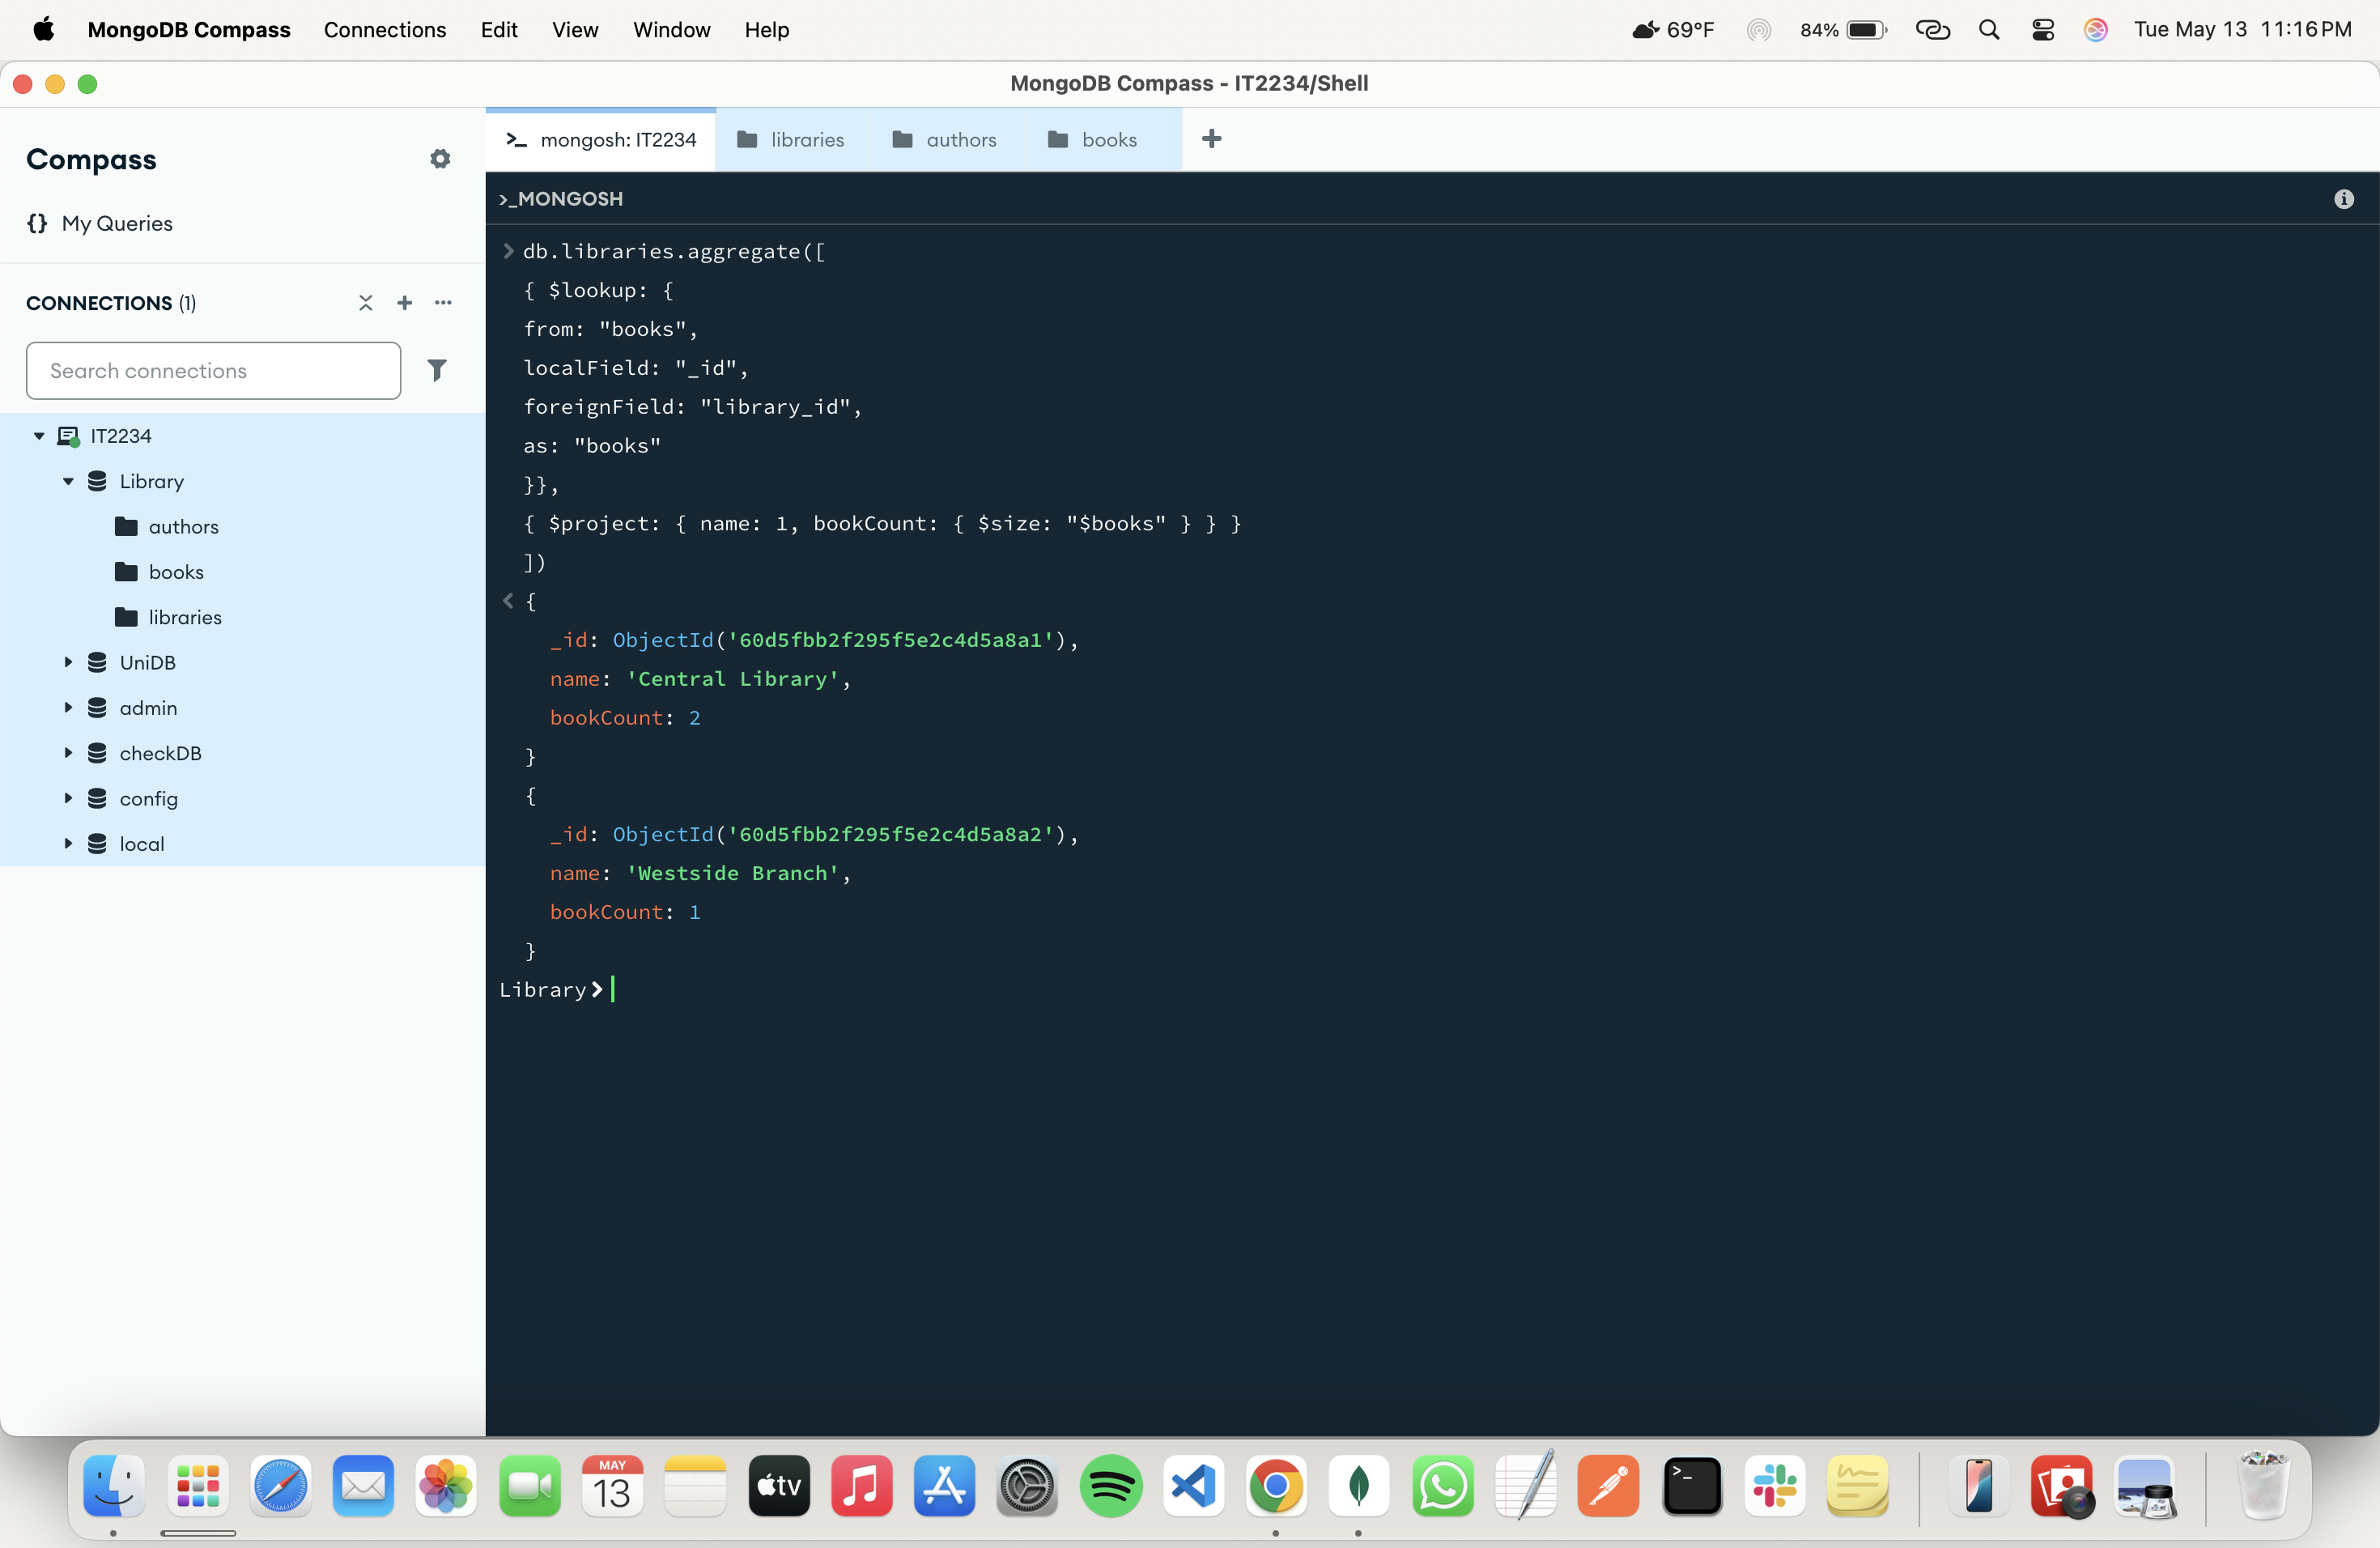 MongoDB Compass Connections Edit View Window Help 69°F 84% Tue May 13 11:16 PM
MongoDB Compass - IT2234/Shell
Compass
{} My Queries
CONNECTIONS (1)
Search connections
IT2234
Library
authors
books
libraries
UniDB
admin
checkDB
config
local
>_ mongosh: IT2234 libraries authors books +
>_MONGOSH
> db.libraries.aggregate([
{ $lookup: {
from: "books",
localField: "_id",
foreignField: "library_id",
as: "books"
}},
{ $project: { name: 1, bookCount: { $size: "$books" } } }
])
< {
_id: ObjectId('60d5fbb2f295f5e2c4d5a8a1'),
name: 'Central Library',
bookCount: 2
}
{
_id: ObjectId('60d5fbb2f295f5e2c4d5a8a2'),
name: 'Westside Branch',
bookCount: 1
}
Library>
MAY
13
tv
>_